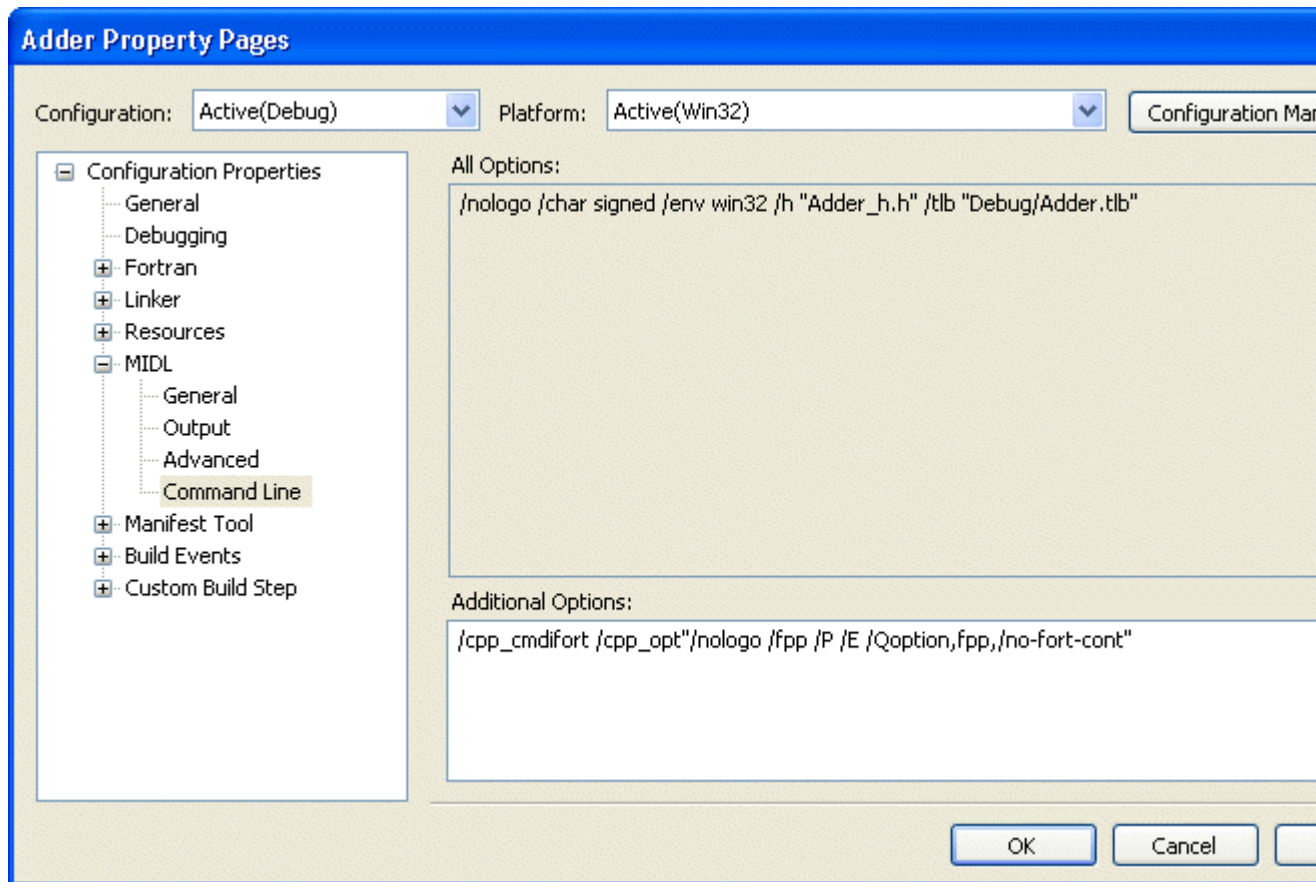 Adder Property Pages
Configuration: Active(Debug) Platform: Active(Win32) Configuration Mar
Configuration Properties
General
Debugging
Fortran
Linker
Resources
MIDL
General
Output
Advanced
Command Line
Manifest Tool
Build Events
Custom Build Step
All Options:
/nologo /char signed /env win32 /h "Adder_h.h" /tlb "Debug/Adder.tlb"
Additional Options:
/cpp_cmdifort /cpp_opt"/nologo /fpp /P /E /Qoption,fpp,/no-fort-cont"
OK Cancel